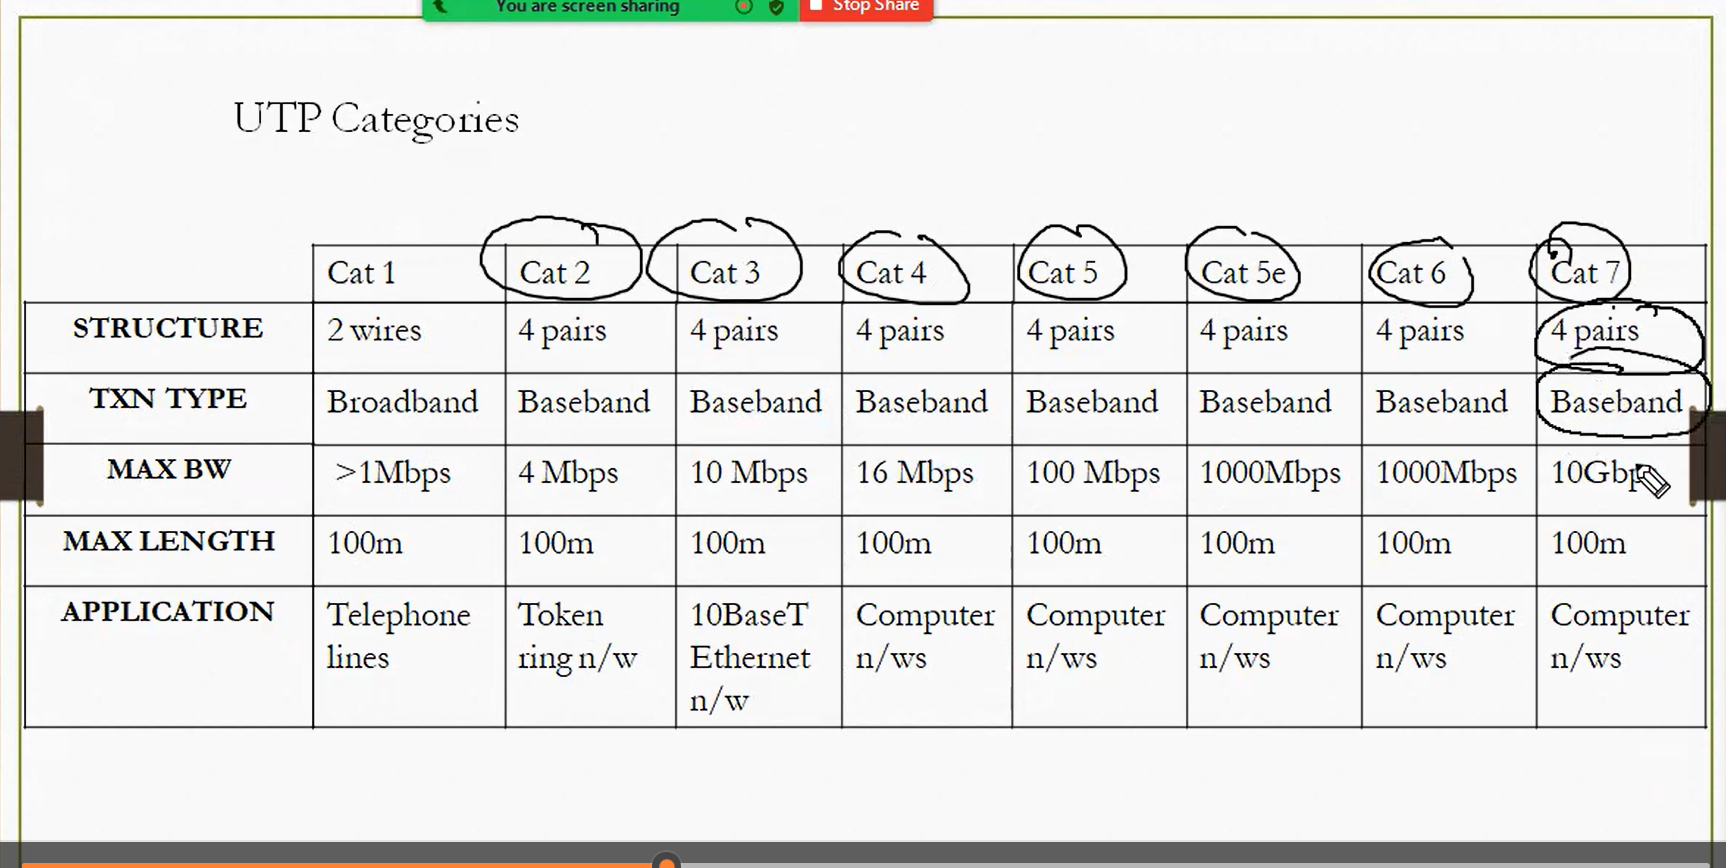 You are screen sharing Stop Share
UTP Categories
Cat 1 Cat 2 Cat 3 Cat 4 Cat 5 Cat 5e Cat 6 Cat 7
STRUCTURE 2 wires 4 pairs 4 pairs 4 pairs 4 pairs 4 pairs 4 pairs 4 pairs
TXN TYPE Broadband Baseband Baseband Baseband Baseband Baseband Baseband Baseband
MAX BW >1Mbps 4 Mbps 10 Mbps 16 Mbps 100 Mbps 1000Mbps 1000Mbps 10Gbp
MAX LENGTH 100m 100m 100m 100m 100m 100m 100m 100m
APPLICATION Telephone Token 10BaseT Computer Computer Computer Computer Computer
lines ring n/w Ethernet n/ws n/ws n/ws n/ws n/ws
n/w